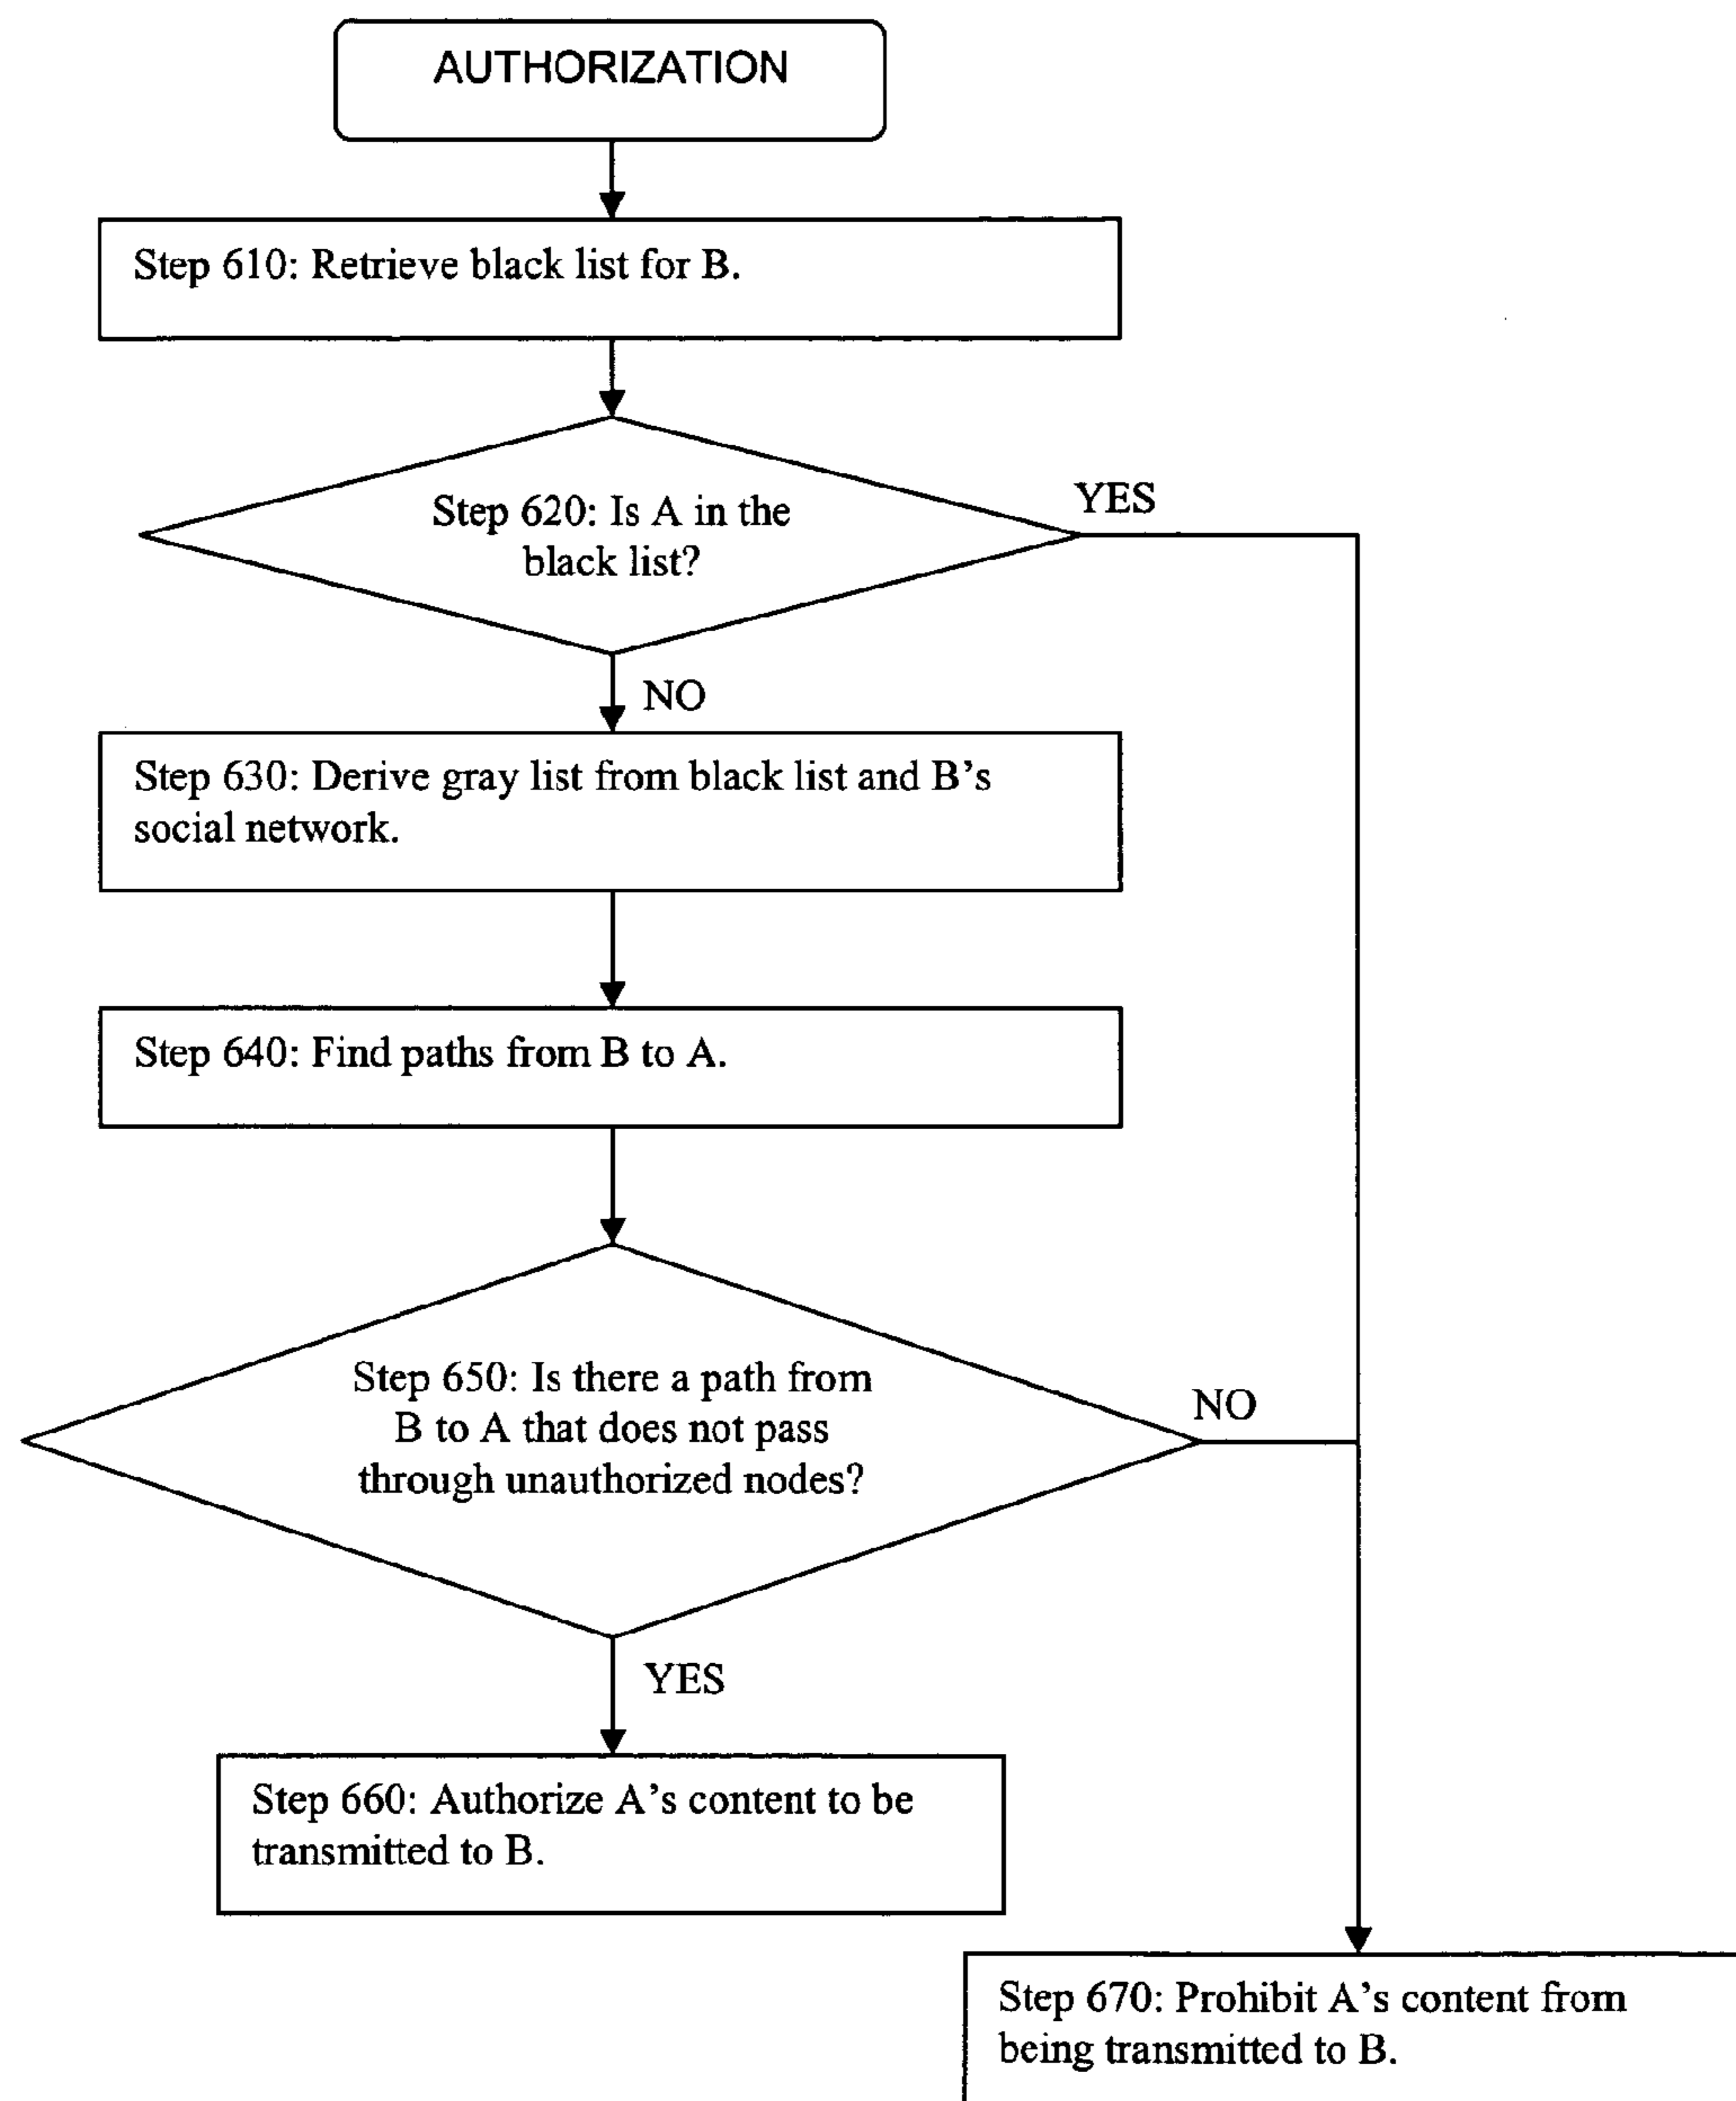 AUTHORIZATION
Step 610: Retrieve black list for B.
Step 620: Is A in the
black list?
YES
NO
Step 630: Derive gray list from black list and B's
social network.
Step 640: Find paths from B to A.
Step 650: Is there a path from
B to A that does not pass
through unauthorized nodes?
NO
YES
Step 660: Authorize A's content to be
transmitted to B.
Step 670: Prohibit A's content from
being transmitted to B.